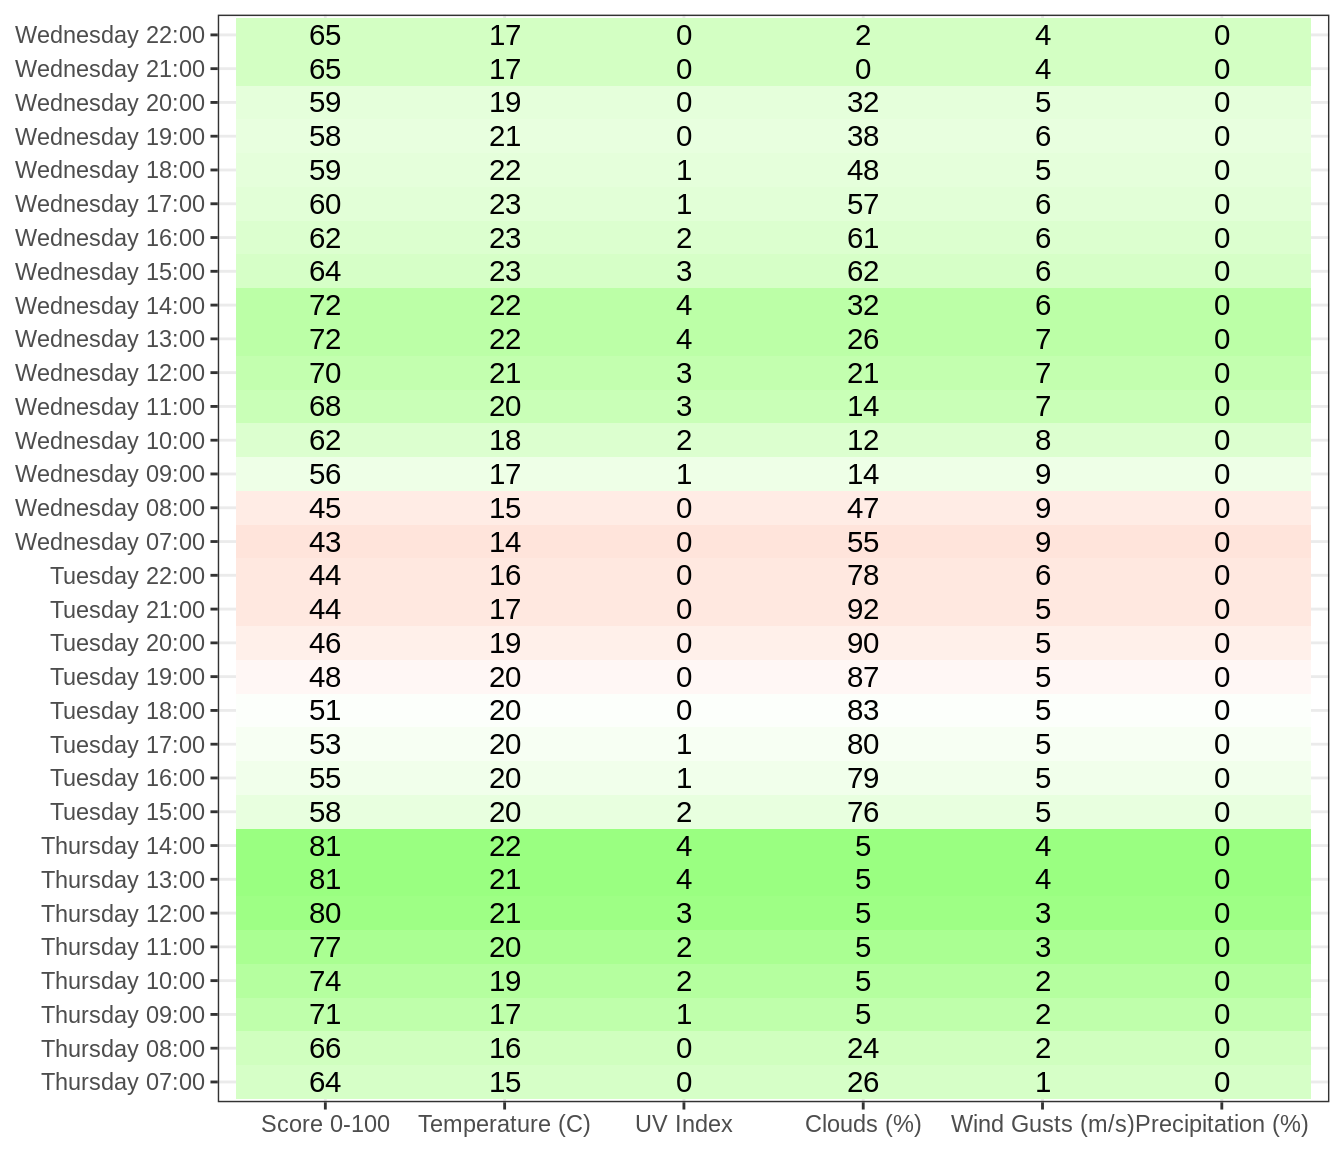 Wednesday 22:00 65 17 0 2 4 0
Wednesday 21:00 65 17 0 0 4 0
Wednesday 20:00 59 19 0 32 5 0
Wednesday 19:00 58 21 0 38 6 0
Wednesday 18:00 59 22 1 48 5 0
Wednesday 17:00 60 23 1 57 6 0
Wednesday 16:00 62 23 2 61 6 0
Wednesday 15:00 64 23 3 62 6 0
Wednesday 14:00 72 22 4 32 6 0
Wednesday 13:00 72 22 4 26 7 0
Wednesday 12:00 70 21 3 21 7 0
Wednesday 11:00 68 20 3 14 7 0
Wednesday 10:00 62 18 2 12 8 0
Wednesday 09:00 56 17 1 14 9 0
Wednesday 08:00 45 15 0 47 9 0
Wednesday 07:00 43 14 0 55 9 0
Tuesday 22:00 44 16 0 78 6 0
Tuesday 21:00 44 17 0 92 5 0
Tuesday 20:00 46 19 0 90 5 0
Tuesday 19:00 48 20 0 87 5 0
Tuesday 18:00 51 20 0 83 5 0
Tuesday 17:00 53 20 1 80 5 0
Tuesday 16:00 55 20 1 79 5 0
Tuesday 15:00 58 20 2 76 5 0
Thursday 14:00 81 22 4 5 4 0
Thursday 13:00 81 21 4 5 4 0
Thursday 12:00 80 21 3 5 3 0
Thursday 11:00 77 20 2 5 3 0
Thursday 10:00 74 19 2 5 2 0
Thursday 09:00 71 17 1 5 2 0
Thursday 08:00 66 16 0 24 2 0
Thursday 07:00 64 15 0 26 1 0
Score 0-100 Temperature (C) UV Index Clouds (%) Wind Gusts (m/s) Precipitation (%)